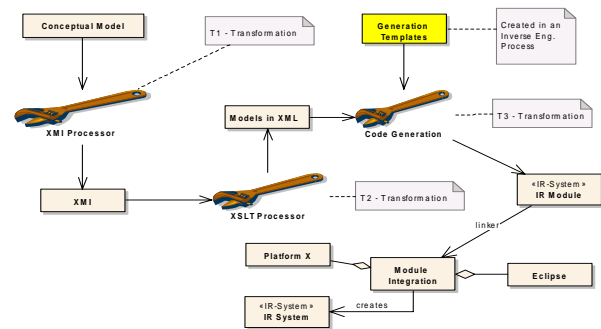 Conceptual Model
T1 - Transformation
Generation
Templates
Created in an
Inverse Eng.
Process
XMI Processor
Models in XML
Code Generation
T3 - Transformation
XMI
XSLT Processor
T2 - Transformation
«IR-System»
IR Module
linker
Platform X
Module
Integration
Eclipse
«IR-System»
IR System
creates